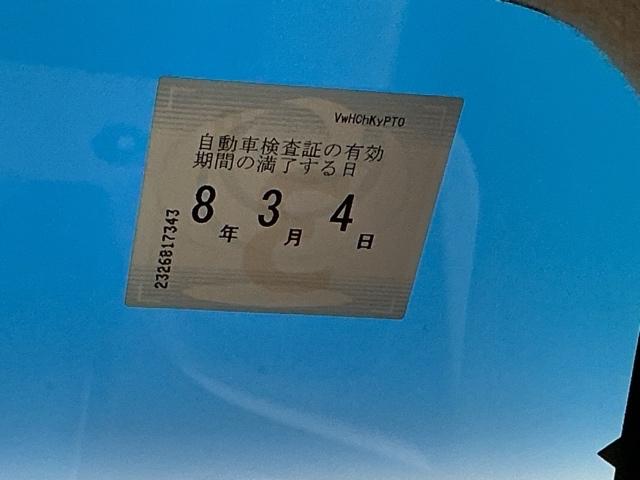 VwHChKyPTO
自動車検査証の有効
期間の満了する日
8年 3月 4日
2326817343